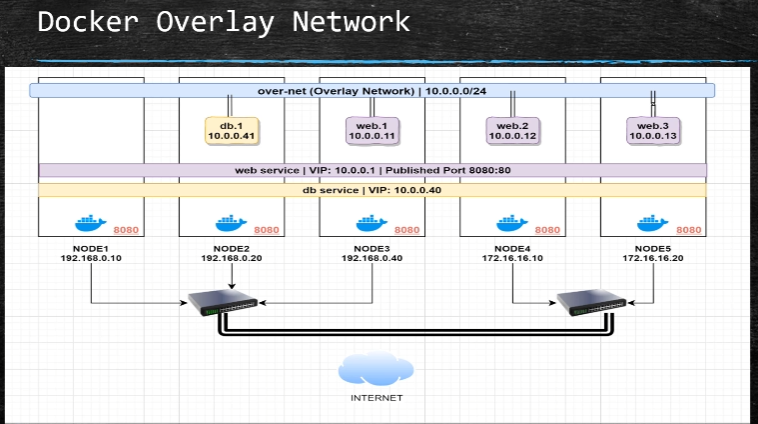 Docker Overlay Network
over-net (Overlay Network) | 10.0.0.0/24
db.1
10.0.0.41
web.1
10.0.0.11
web.2
10.0.0.12
web.3
10.0.0.13
web service | VIP: 10.0.0.1 | Published Port 8080:80
db service | VIP: 10.0.0.40
8080
8080
8080
8080
8080
NODE1
192.168.0.10
NODE2
192.168.0.20
NODE3
192.168.0.40
NODE4
172.16.16.10
NODE5
172.16.16.20
INTERNET